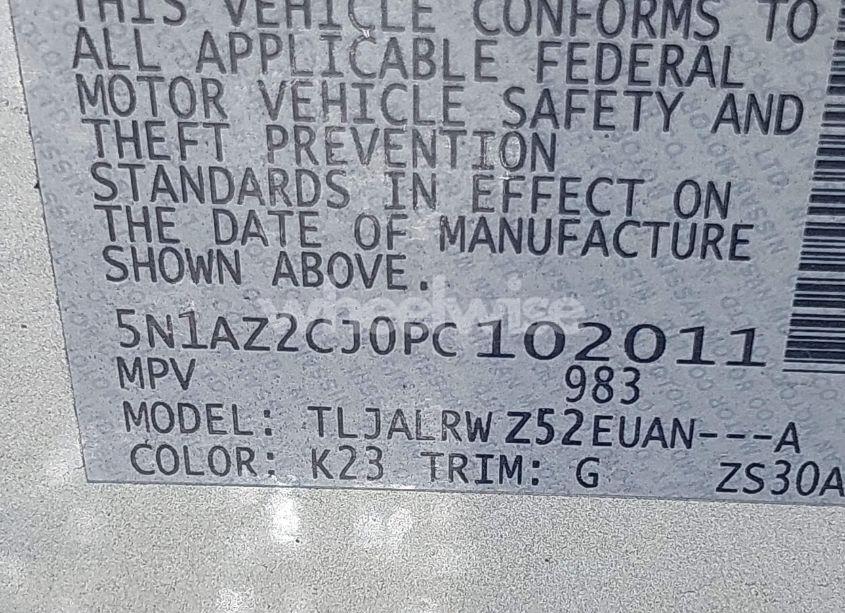 THIS VEHICLE CONFORMS TO
ALL APPLICABLE FEDERAL
MOTOR VEHICLE SAFETY AND
THEFT PREVENTION
STANDARDS IN EFFECT ON
THE DATE OF MANUFACTURE
SHOWN ABOVE.
wheelwise
5N1AZ2CJ0PC102011
MPV 983
MODEL: TLJALRW Z52EUAN---A
COLOR: K23 TRIM: G ZS30A